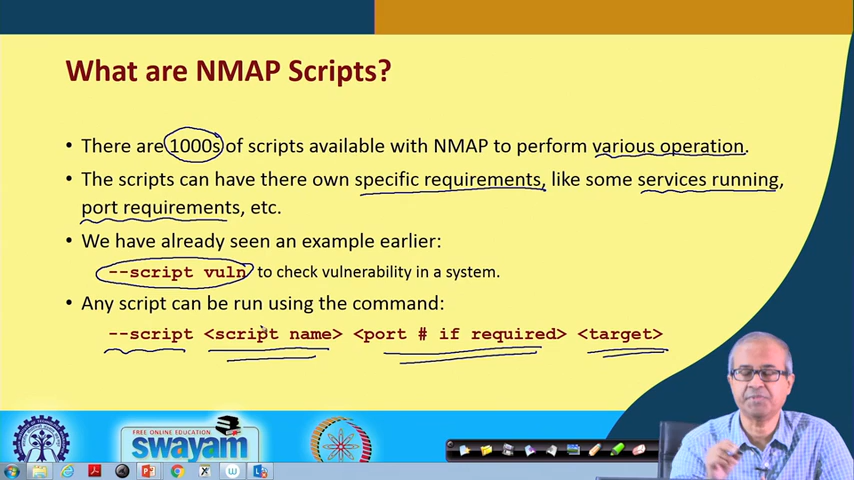 What are NMAP Scripts?
• There are 1000s of scripts available with NMAP to perform various operation.
• The scripts can have there own specific requirements, like some services running,
port requirements, etc.
• We have already seen an example earlier:
--script vuln to check vulnerability in a system.
• Any script can be run using the command:
--script <script name> <port # if required> <target>
FREE ONLINE EDUCATION
swayam